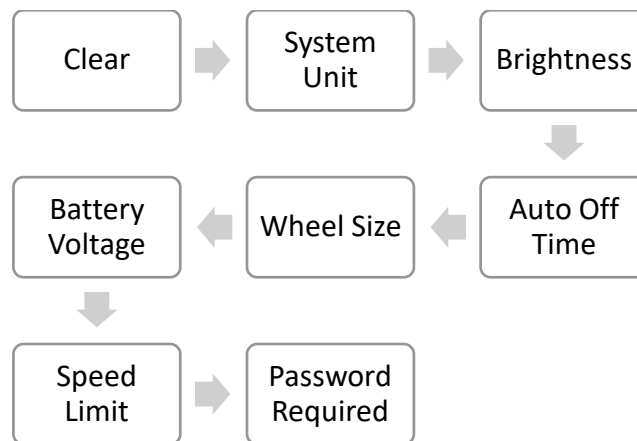 Clear
System
Unit
Brightness
Battery
Voltage
Wheel Size
Auto Off
Time
Speed
Limit
Password
Required